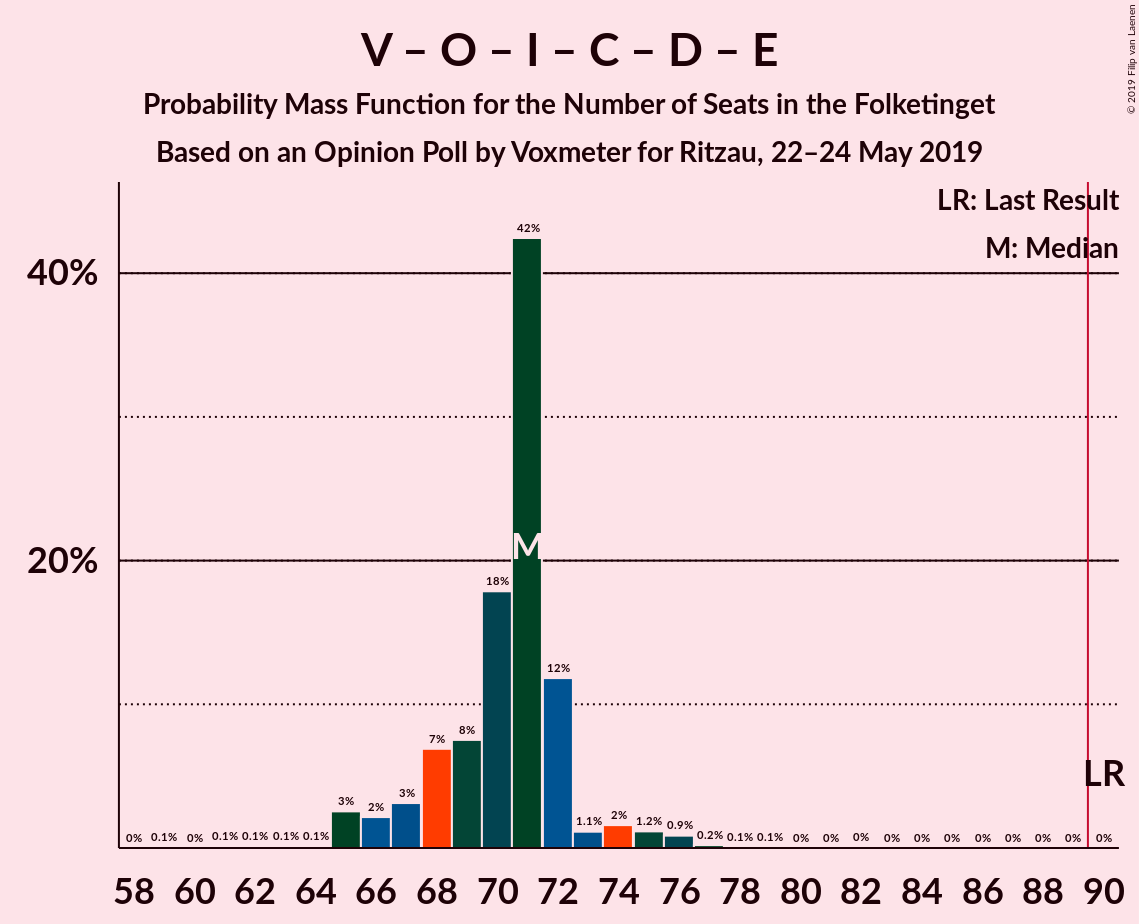 V – O – I – C – D – E
Probability Mass Function for the Number of Seats in the Folketinget
Based on an Opinion Poll by Voxmeter for Ritzau, 22–24 May 2019
© 2019 Filip van Laenen
LR: Last Result
M: Median
40%
20%
42%
M
18%
12%
8%
7%
LR
3%
2%
3%
1.1%
2%
1.2%
0.9%
0% 0.1% 0% 0.1% 0.1% 0.1% 0.1%
0.2% 0.1% 0.1% 0% 0% 0% 0% 0% 0% 0% 0% 0% 0% 0%
58 60 62 64 66 68 70 72 74 76 78 80 82 84 86 88 90